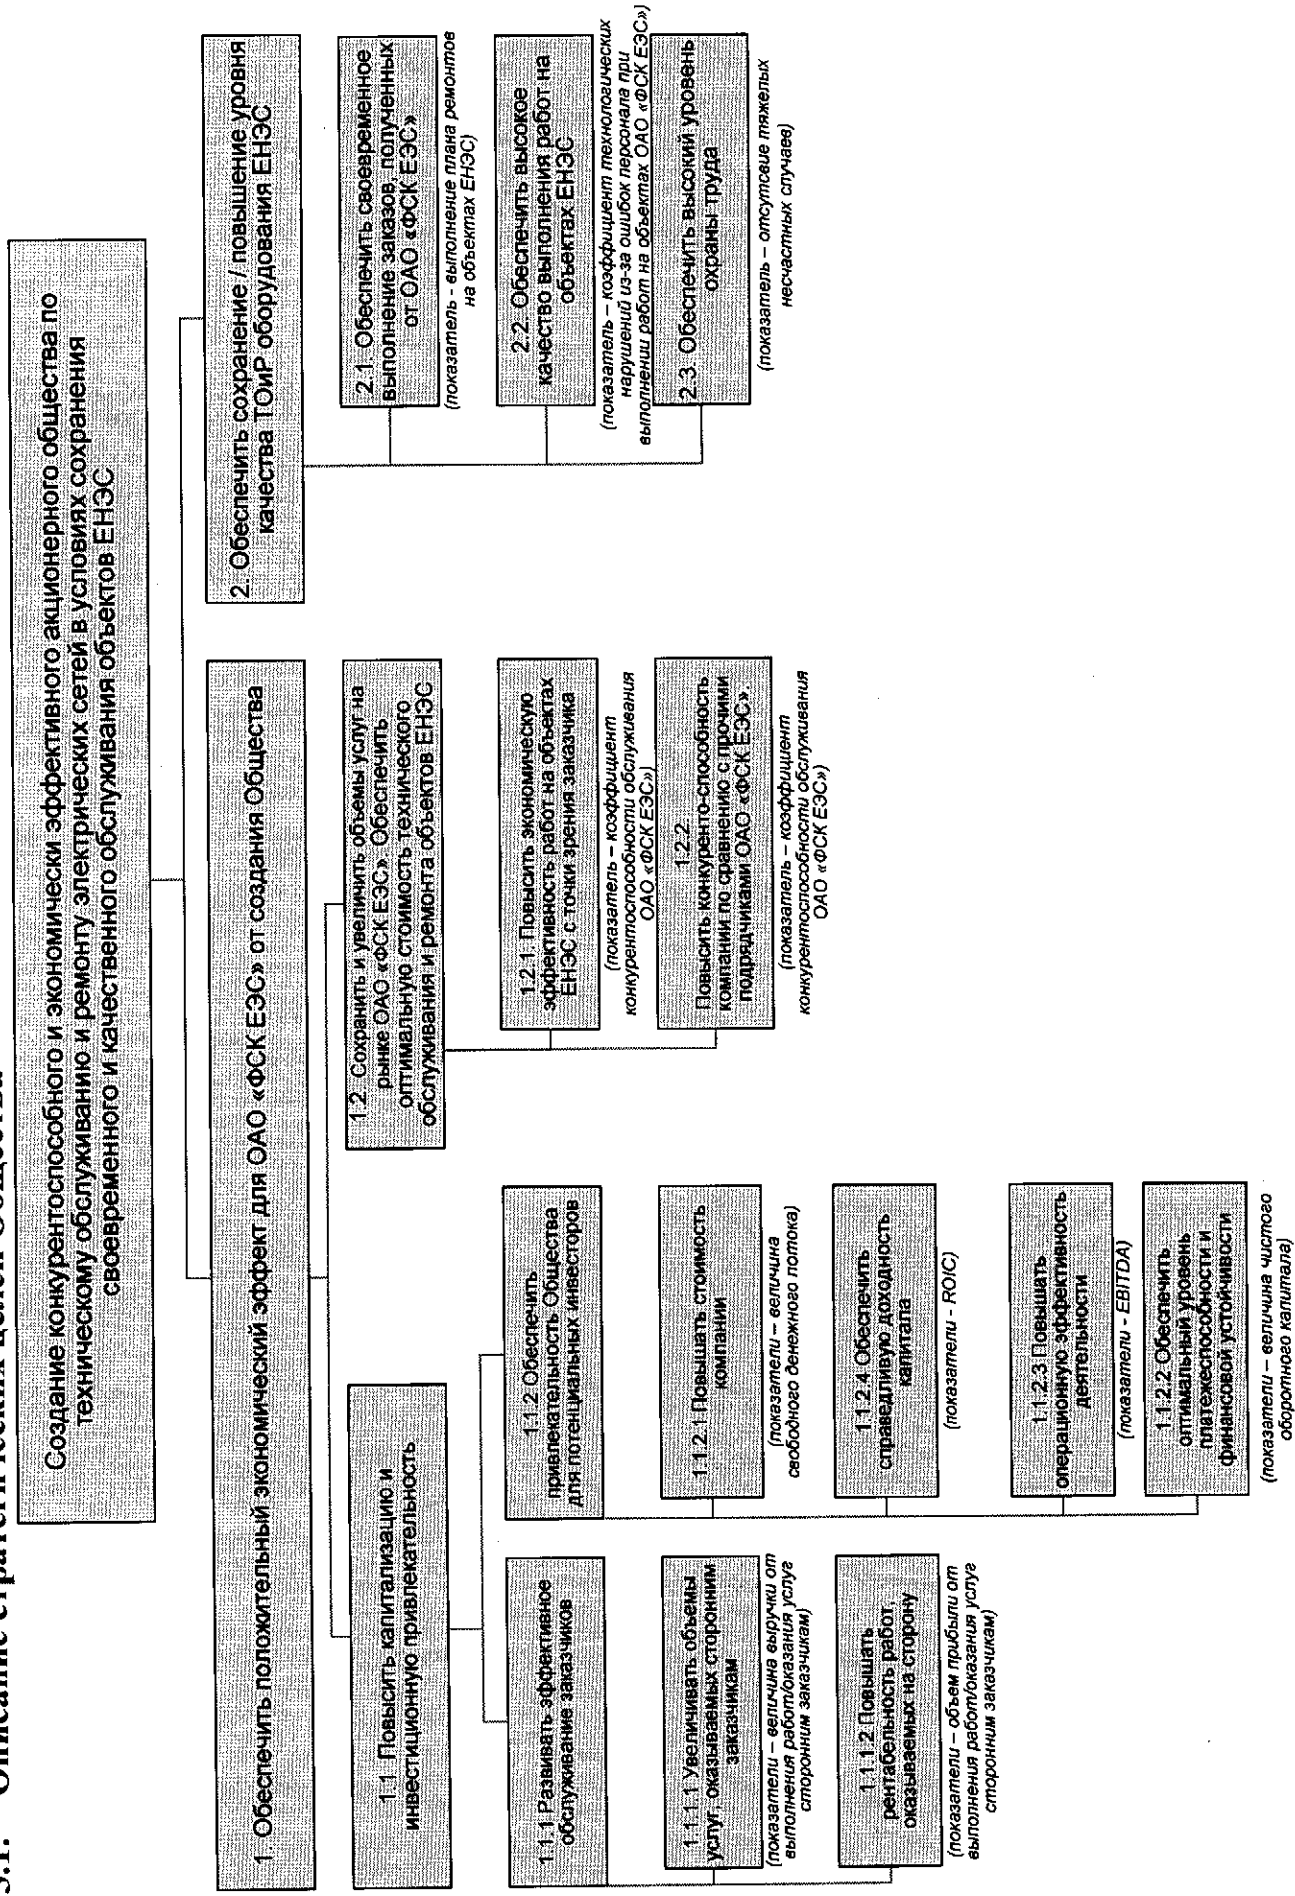 3.1. Описание стратегических целей Общества
Создание конкурентоспособного и экономически эффективного акционерного общества по
техническому обслуживанию и ремонту электрических сетей в условиях сохранения
своевременного и качественного обслуживания объектов ЕНЭС
1. Обеспечить положительный экономический эффект для ОАО «ФСК ЕЭС» от создания Общества
1.1. Повысить капитализацию и
инвестиционную привлекательность
1.1.1 Развивать эффективное
обслуживание заказчиков
1.1.1.1 Увеличивать объемы
услуг, оказываемых сторонним
заказчикам
(показатели – величина выручки от
выполнения работ/оказания услуг
сторонним заказчикам)
1.1.1.2 Повышать
рентабельность работ,
оказываемых на сторону
(показатели – объем прибыли от
выполнения работ/оказания услуг
сторонним заказчикам)
1.1.2 Обеспечить
привлекательность Общества
для потенциальных инвесторов
1.1.2.1 Повышать стоимость
компании
(показатели – величина
свободного денежного потока)
1.1.2.4 Обеспечить
справедливую доходность
капитала
(показатели - ROIC)
1.1.2.3 Повышать
операционную эффективность
деятельности
(показатели - EBITDA)
1.1.2.2 Обеспечить
оптимальный уровень
платежеспособности и
финансовой устойчивости
(показатели – величина чистого
оборотного капитала)
1.2. Сохранить и увеличить объемы услуг на
рынке ОАО «ФСК ЕЭС». Обеспечить
оптимальную стоимость технического
обслуживания и ремонта объектов ЕНЭС
1.2.1. Повысить экономическую
эффективность работ на объектах
ЕНЭС с точки зрения заказчика
(показатель – коэффициент
конкурентоспособности обслуживания
ОАО «ФСК ЕЭС»)
1.2.2.
Повысить конкуренто-способность
компании по сравнению с прочими
подрядчиками ОАО «ФСК ЕЭС».
(показатель – коэффициент
конкурентоспособности обслуживания
ОАО «ФСК ЕЭС»)
2. Обеспечить сохранение / повышение уровня
качества ТОиР оборудования ЕНЭС
2.1. Обеспечить своевременное
выполнение заказов, полученных
от ОАО «ФСК ЕЭС»
(показатель - выполнение плана ремонтов
на объектах ЕНЭС)
2.2. Обеспечить высокое
качество выполнения работ на
объектах ЕНЭС
(показатель – коэффициент технологических
нарушений из-за ошибок персонала при
выполнении работ на объектах ОАО «ФСК ЕЭС»)
2.3. Обеспечить высокий уровень
охраны труда
(показатель – отсутсвие тяжелых
несчастных случаев)